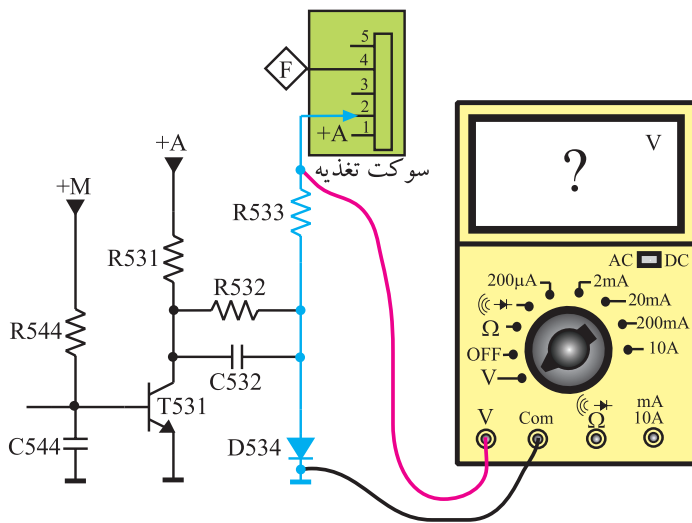 5
F
4
3
2
+A
1
سوکت تغذیه
+A
+M
R533
R531
R532
R544
C532
T531
C544
D534
V
?
AC DC
200µA 2mA
20mA
Ω 200mA
OFF 10A
V
V Com Ω mA
10A